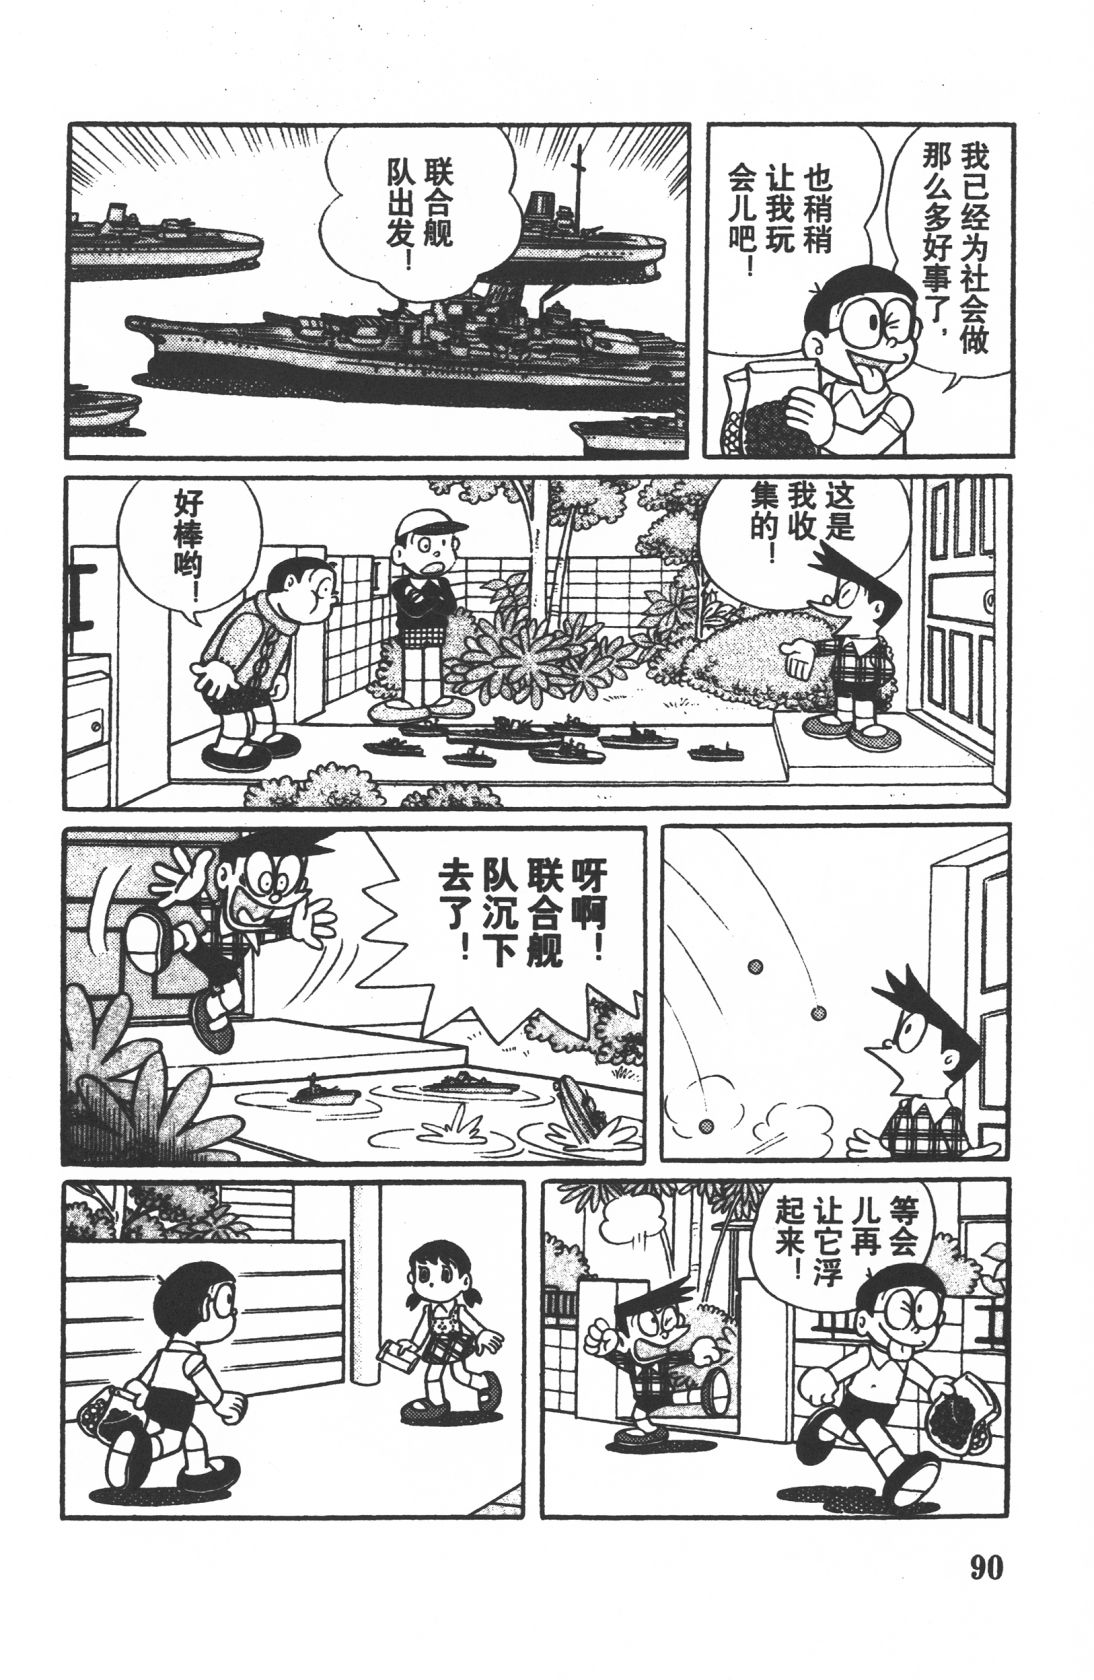 我已经为社会做
那么多好事了，
也稍稍
让我玩
会儿吧！
联合舰
队出发！
这是
我收
集的！
好棒哟！
呀啊！
联合舰
队沉下
去了！
等会
儿再
让它浮
起来！
90